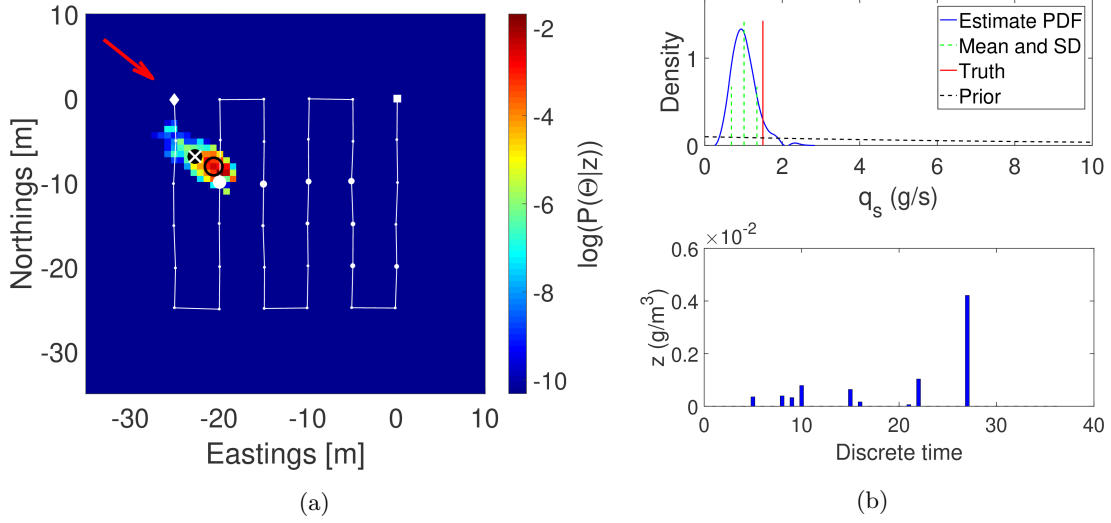 10
0
-10
-20
-30
Northings [m]
-30
-20
-10
0
10
Eastings [m]
-2
-4
-6
-8
-10
log(P(Θ|z))
(a)
Density
1
0
0
2
4
6
8
10
q_s (g/s)
Estimate PDF
Mean and SD
Truth
Prior
×10^-2
0.6
0.4
0.2
0
z (g/m^3)
0
10
20
30
40
Discrete time
(b)